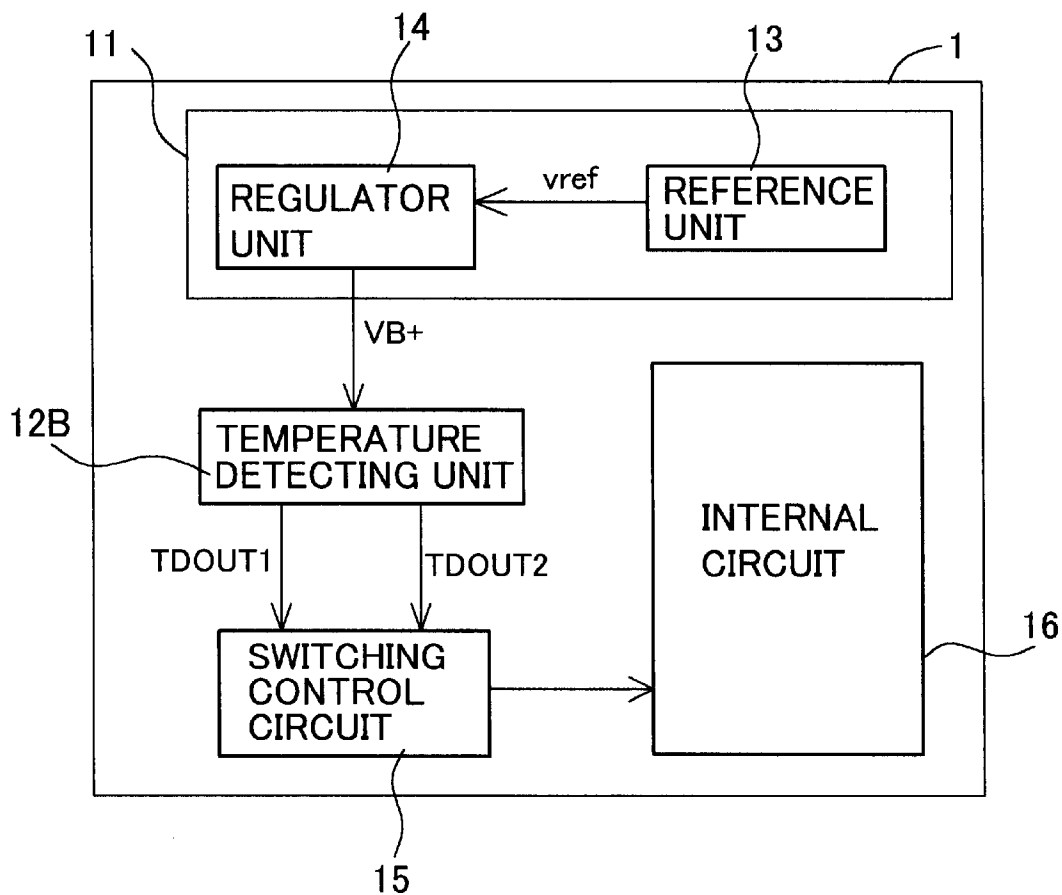 11
14
13
1
REGULATOR
UNIT
vref
REFERENCE
UNIT
VB+
12B
TEMPERATURE
DETECTING UNIT
TDOUT1
TDOUT2
INTERNAL
CIRCUIT
SWITCHING
CONTROL
CIRCUIT
16
15